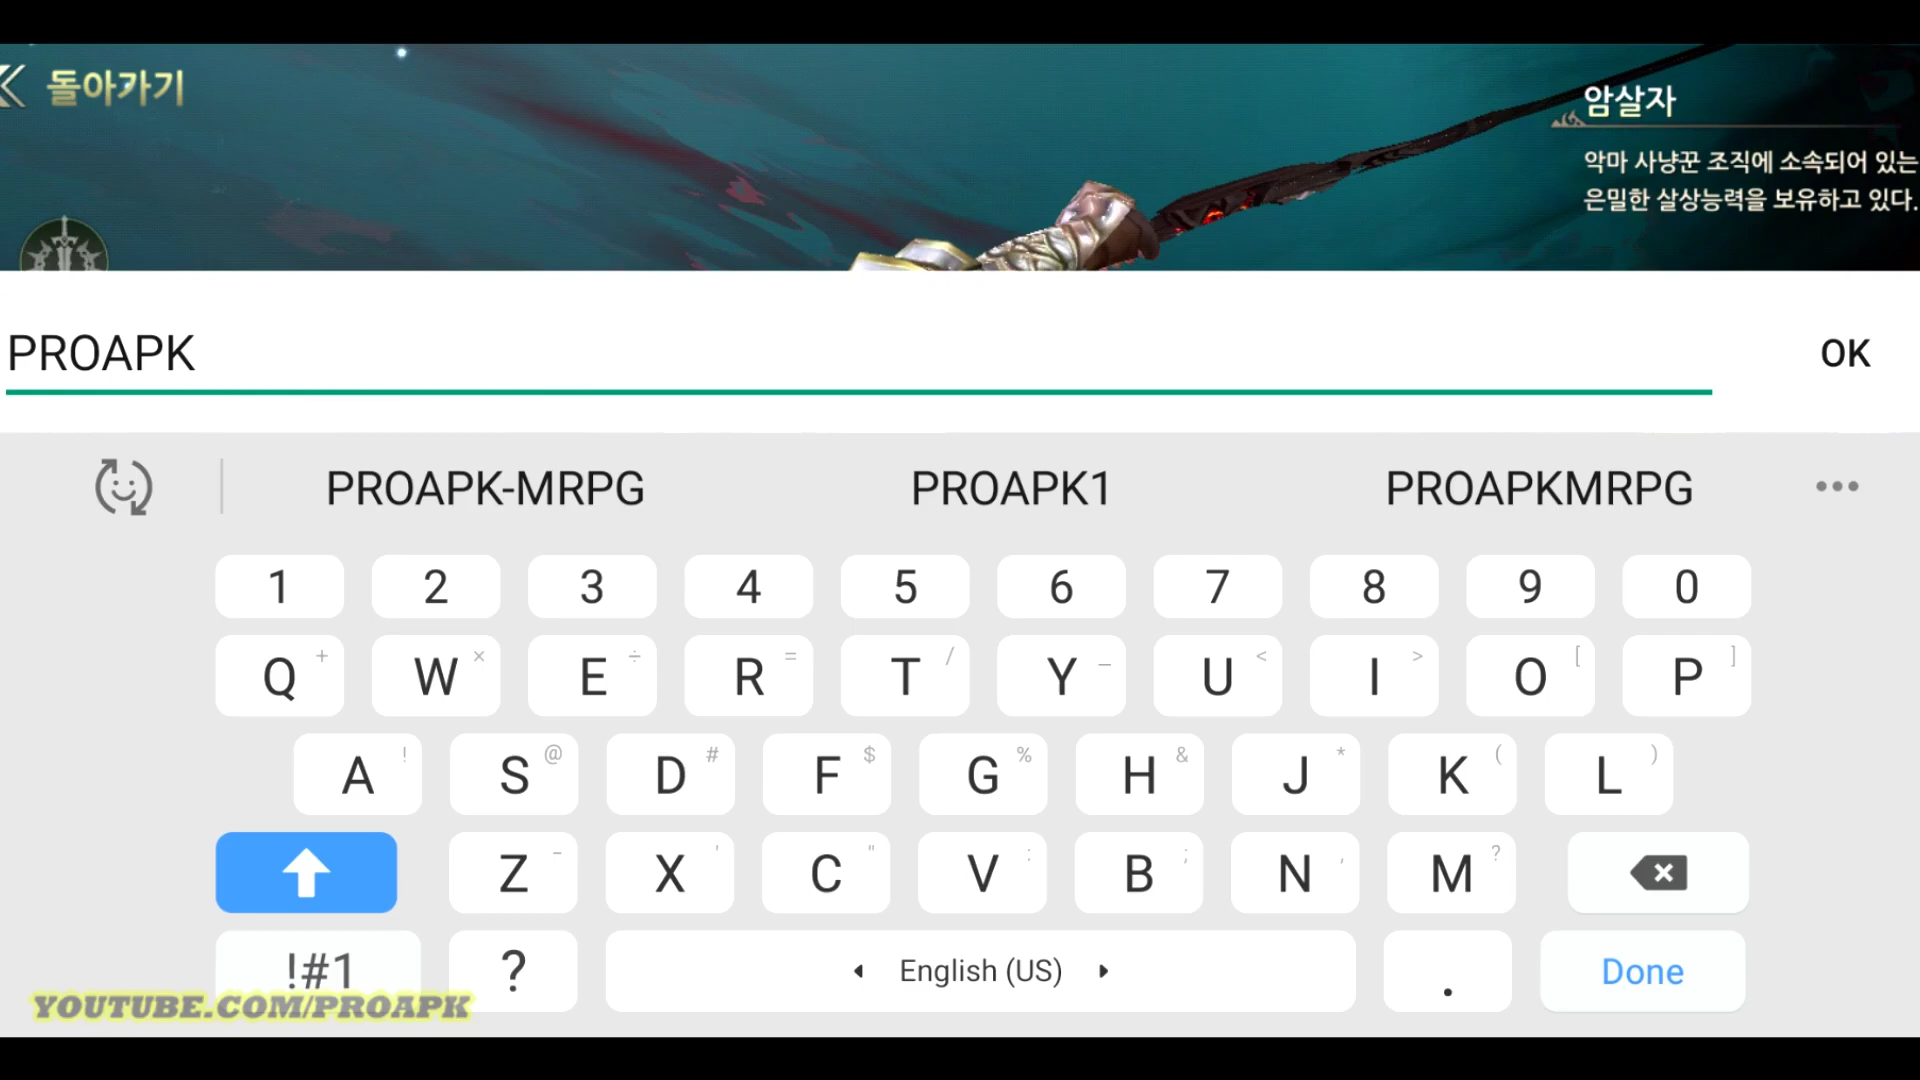 돌아가기
암살자
악마 사냥꾼 조직에 소속되어 있는
은밀한 살상능력을 보유하고 있다.
PROAPK
OK
PROAPK-MRPG PROAPK1 PROAPKMRPG •••
1 2 3 4 5 6 7 8 9 0
Q + W × E ÷ R = T / Y _ U < I > O [ P ]
A ! S @ D # F $ G % H & J * K ( L )
Z - X ' C " V : B ; N , M ?
!#1 ? English (US) . Done
YOUTUBE.COM/PROAPK